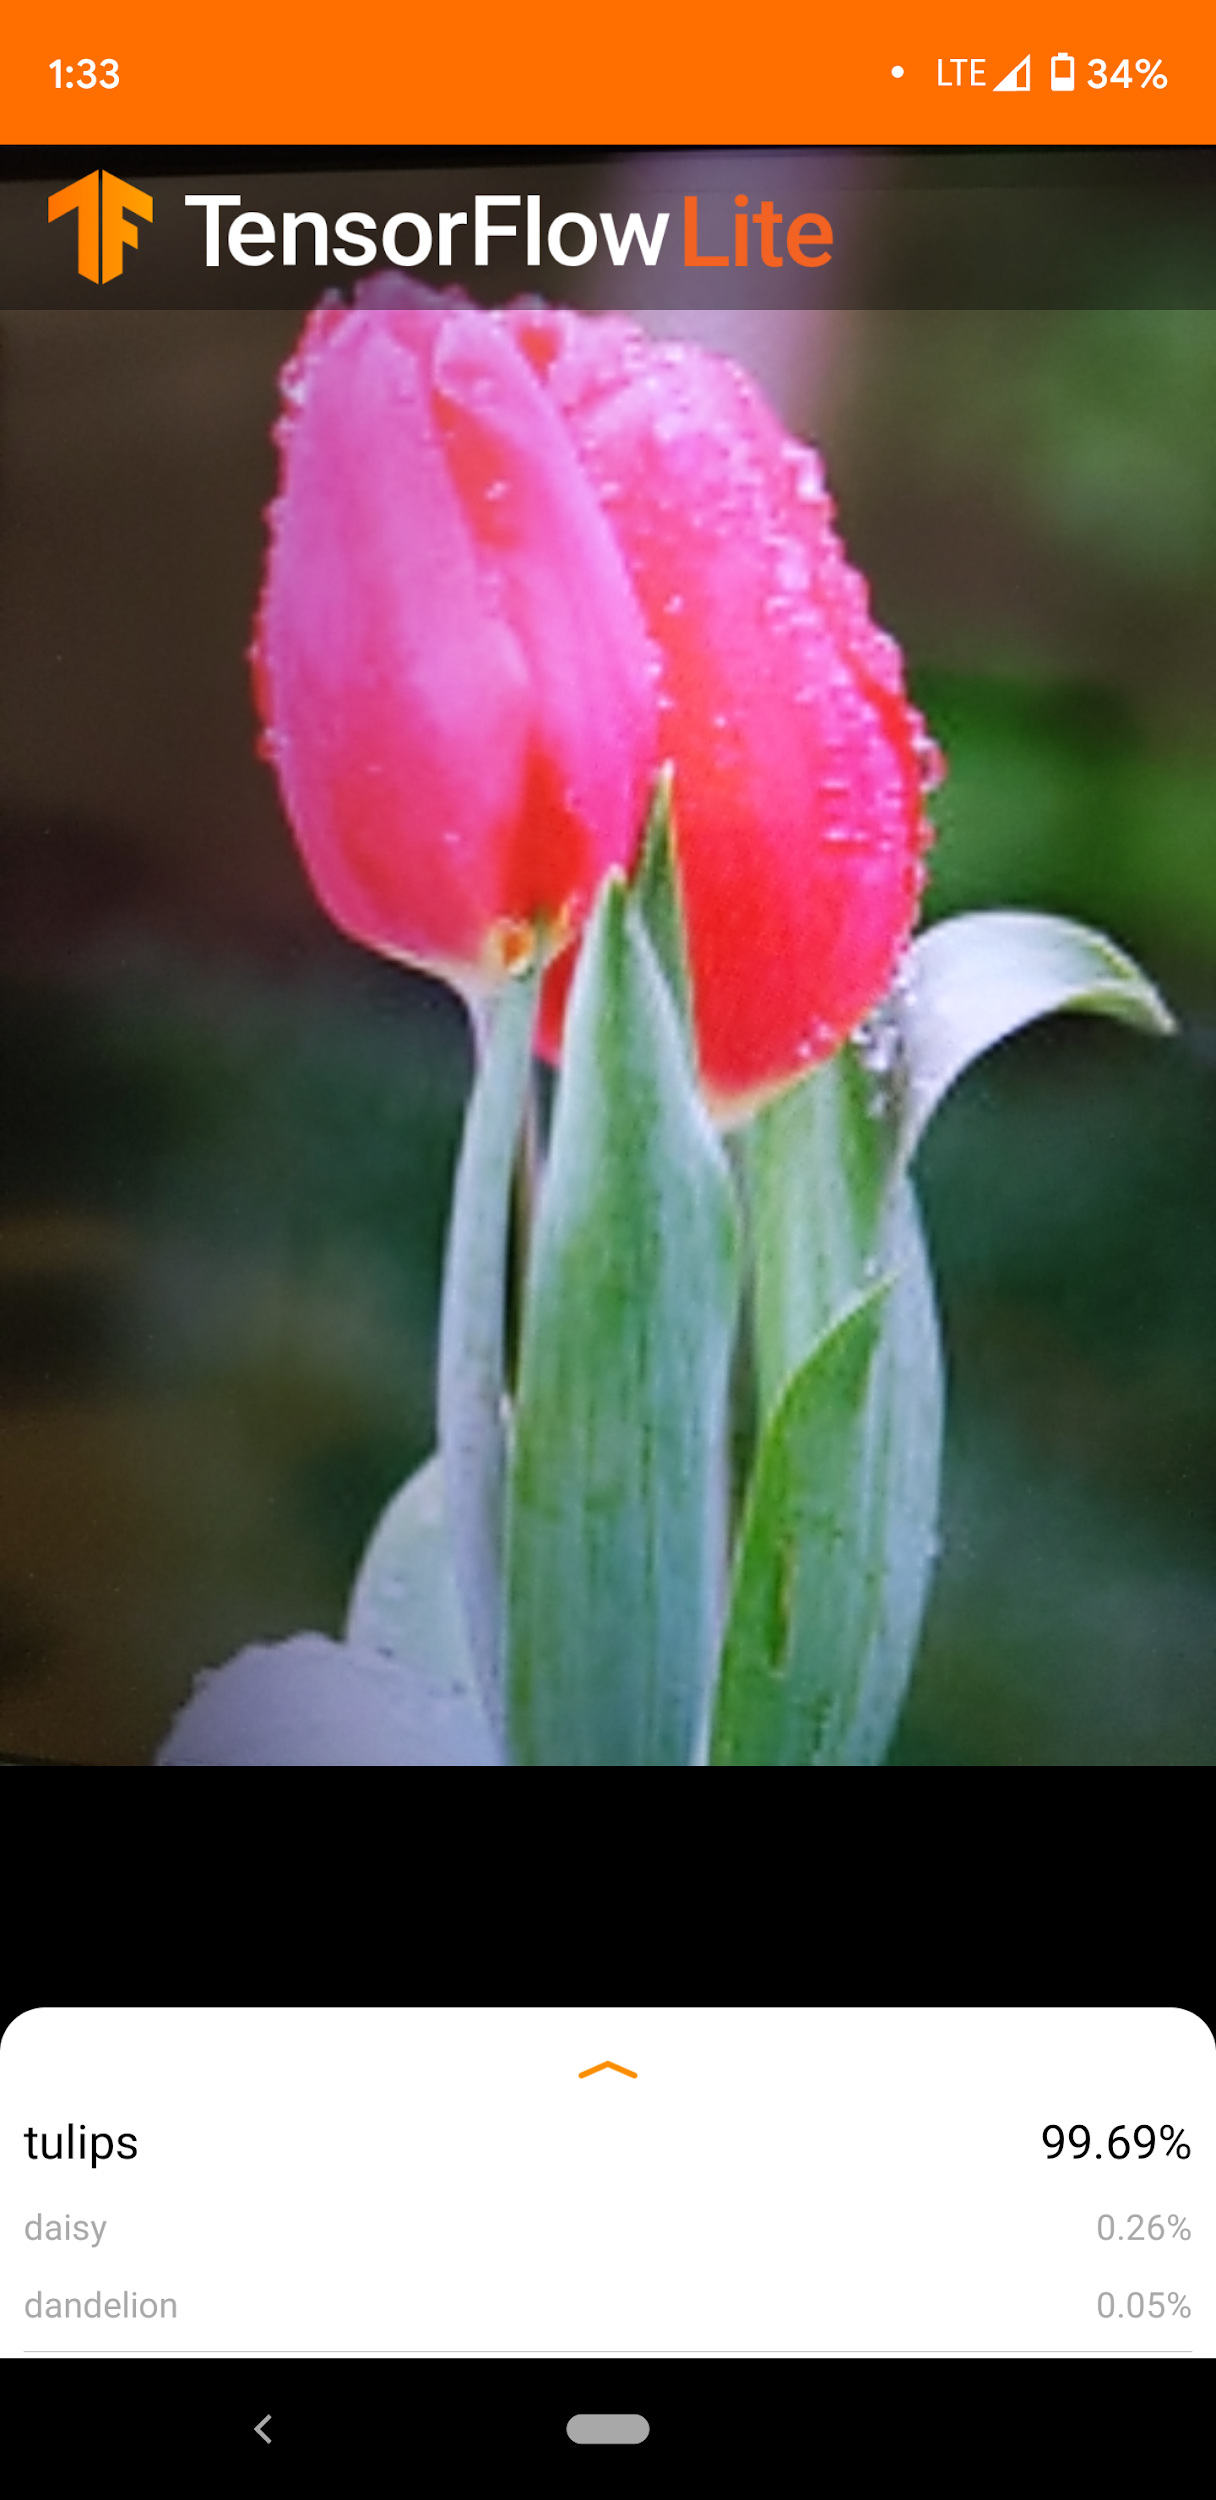 1:33 LTE 34%
TensorFlow Lite
tulips 99.69%
daisy 0.26%
dandelion 0.05%